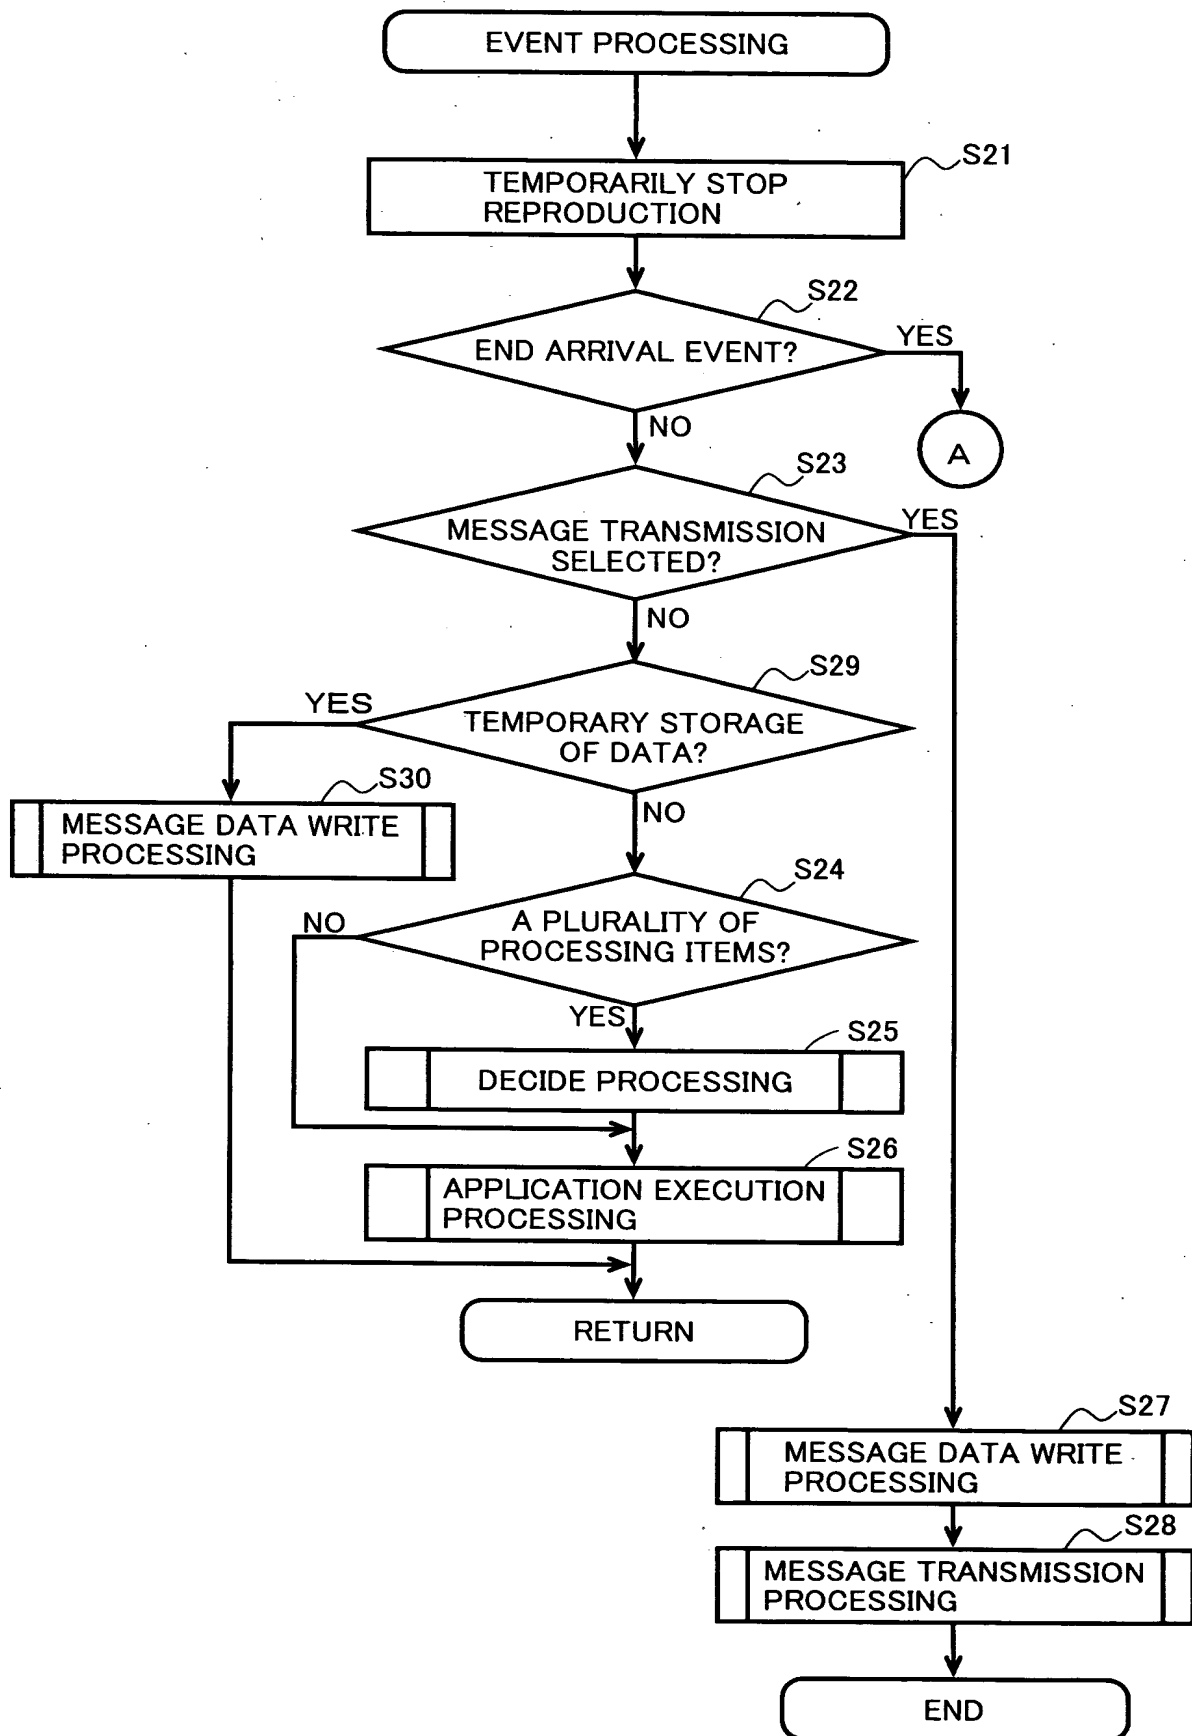 EVENT PROCESSING
S21
TEMPORARILY STOP
REPRODUCTION
S22
END ARRIVAL EVENT?
YES
NO
A
S23
MESSAGE TRANSMISSION
SELECTED?
YES
NO
S29
YES
TEMPORARY STORAGE
OF DATA?
S30
NO
MESSAGE DATA WRITE
PROCESSING
S24
NO
A PLURALITY OF
PROCESSING ITEMS?
YES
S25
DECIDE PROCESSING
S26
APPLICATION EXECUTION
PROCESSING
RETURN
S27
MESSAGE DATA WRITE
PROCESSING
S28
MESSAGE TRANSMISSION
PROCESSING
END